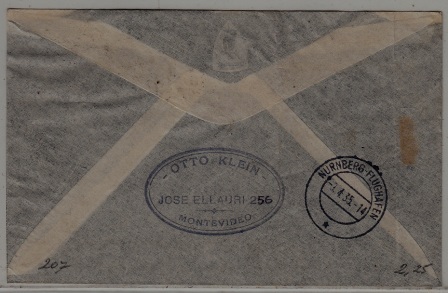 OTTO KLEIN
JOSE ELLAURI 256
MONTEVIDEO
NÜRNBERG-FLUGHAFEN
207
2,25